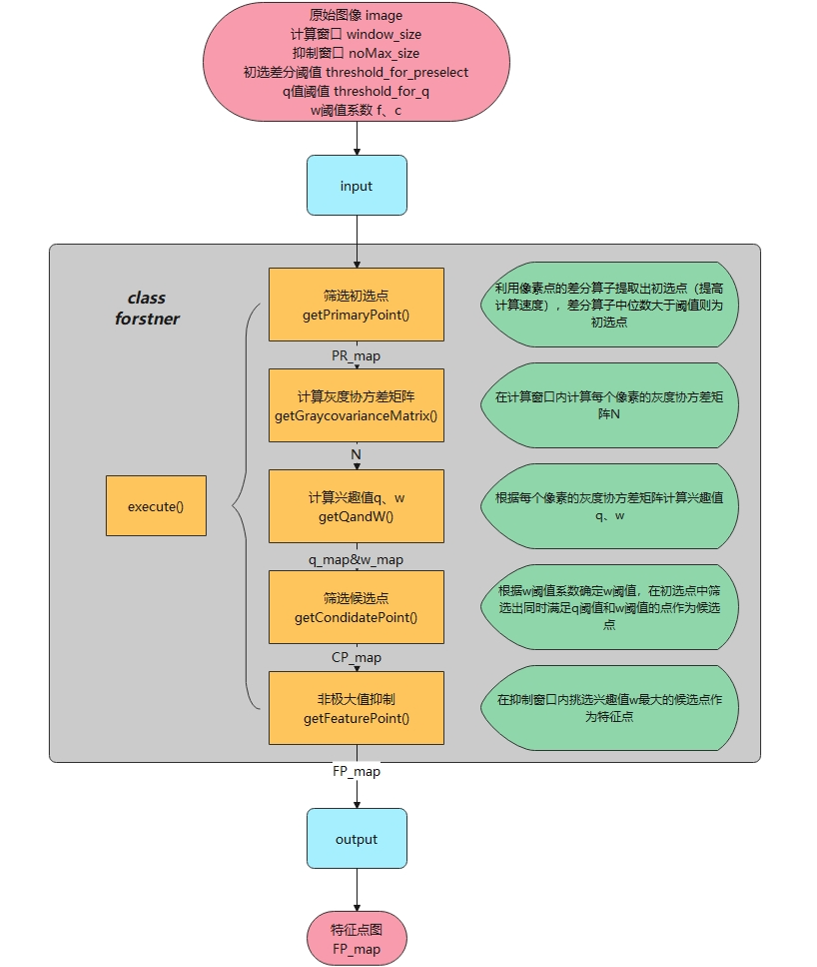 原始图像 image
计算窗口 window_size
抑制窗口 noMax_size
初选差分阈值 threshold_for_preselect
q值阈值 threshold_for_q
w阈值系数 f、c
input
class
forstner
筛选初选点
getPrimaryPoint()
利用像素点的差分算子提取出初选点（提高
计算速度），差分算子中位数大于阈值则为
初选点
PR_map
计算灰度协方差矩阵
getGraycovarianceMatrix()
在计算窗口内计算每个像素的灰度协方差矩
阵N
N
execute()
计算兴趣值q、w
getQandW()
根据每个像素的灰度协方差矩阵计算兴趣值
q、w
q_map&w_map
筛选候选点
getCondidatePoint()
根据w阈值系数确定w阈值，在初选点中筛
选出同时满足q阈值和w阈值的点作为候选
点
CP_map
非极大值抑制
getFeaturePoint()
在抑制窗口内挑选兴趣值w最大的候选点作
为特征点
FP_map
output
特征点图
FP_map